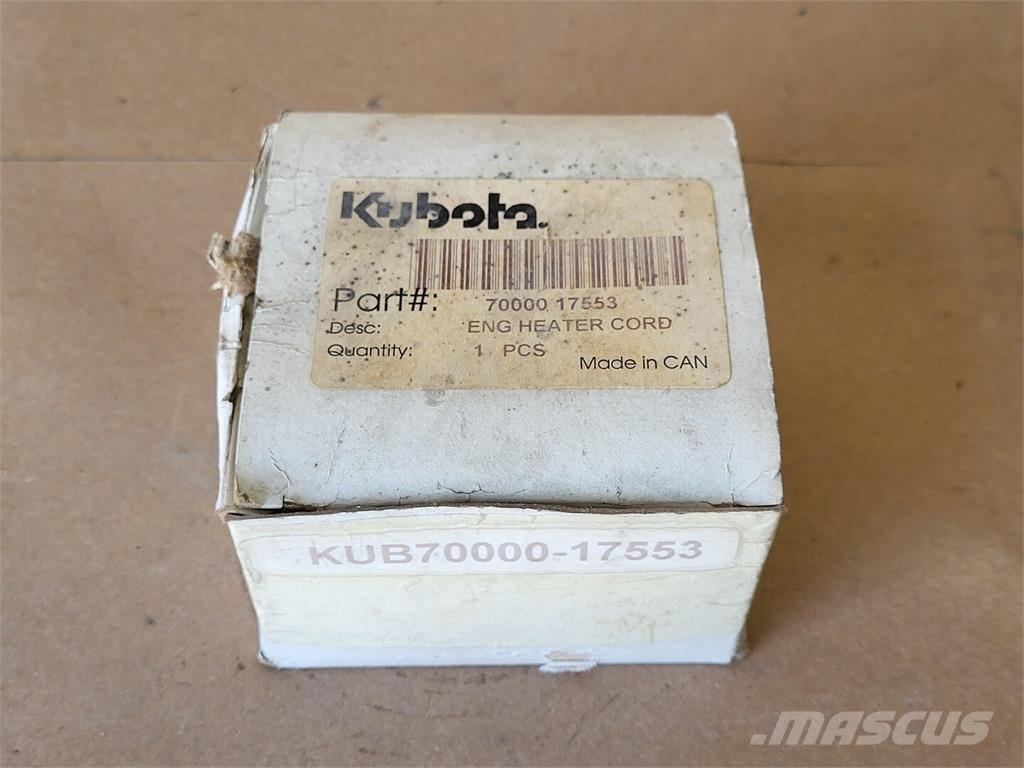 Kubota
Part#: 70000 17553
Desc: ENG HEATER CORD
Quantity: 1 PCS
Made in CAN
KUB70000-17553
MASCUS